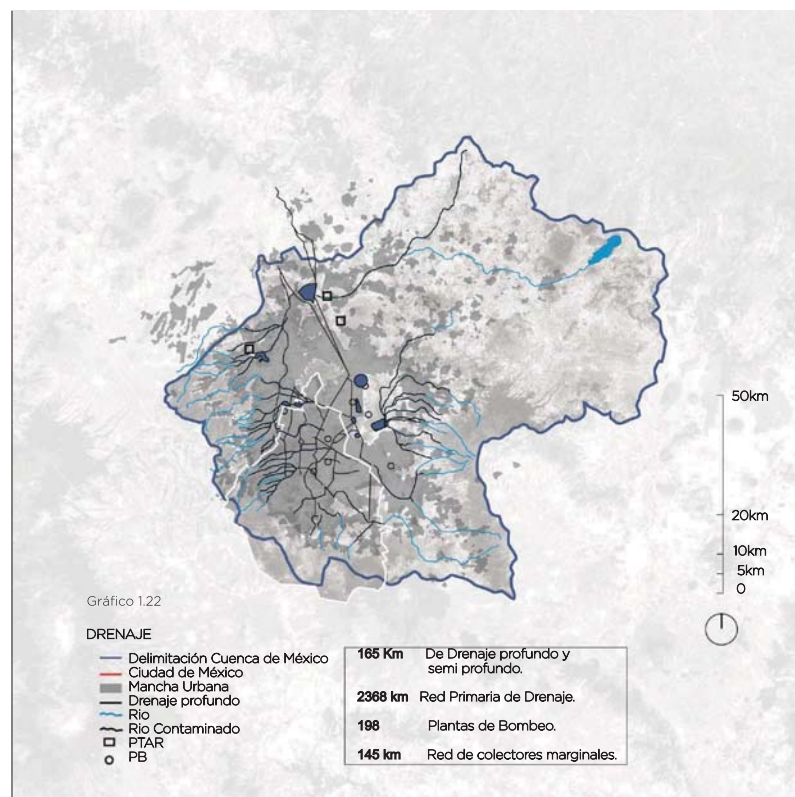 50km
20km
10km
5km
0
Gráfico 1.22
DRENAJE
Delimitación Cuenca de México
Ciudad de México
Mancha Urbana
Drenaje profundo
Rio
Rio Contaminado
PTAR
PB
165 Km De Drenaje profundo y
semi profundo.
2368 km Red Primaria de Drenaje.
198 Plantas de Bombeo.
145 km Red de colectores marginales.